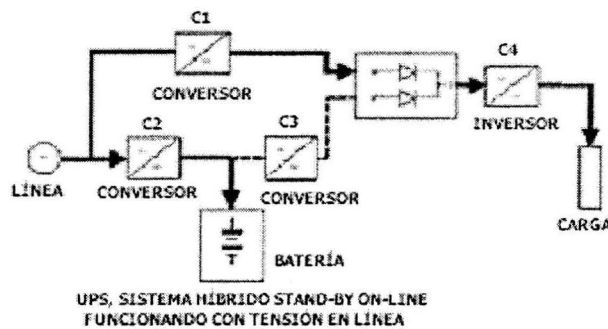 C1
CONVERSOR
C4
INVERSOR
C2
C3
LÍNEA
CONVERSOR
CONVERSOR
CARGA
BATERÍA
UPS, SISTEMA HÍBRIDO STAND-BY ON-LINE
FUNCIONANDO CON TENSIÓN EN LÍNEA